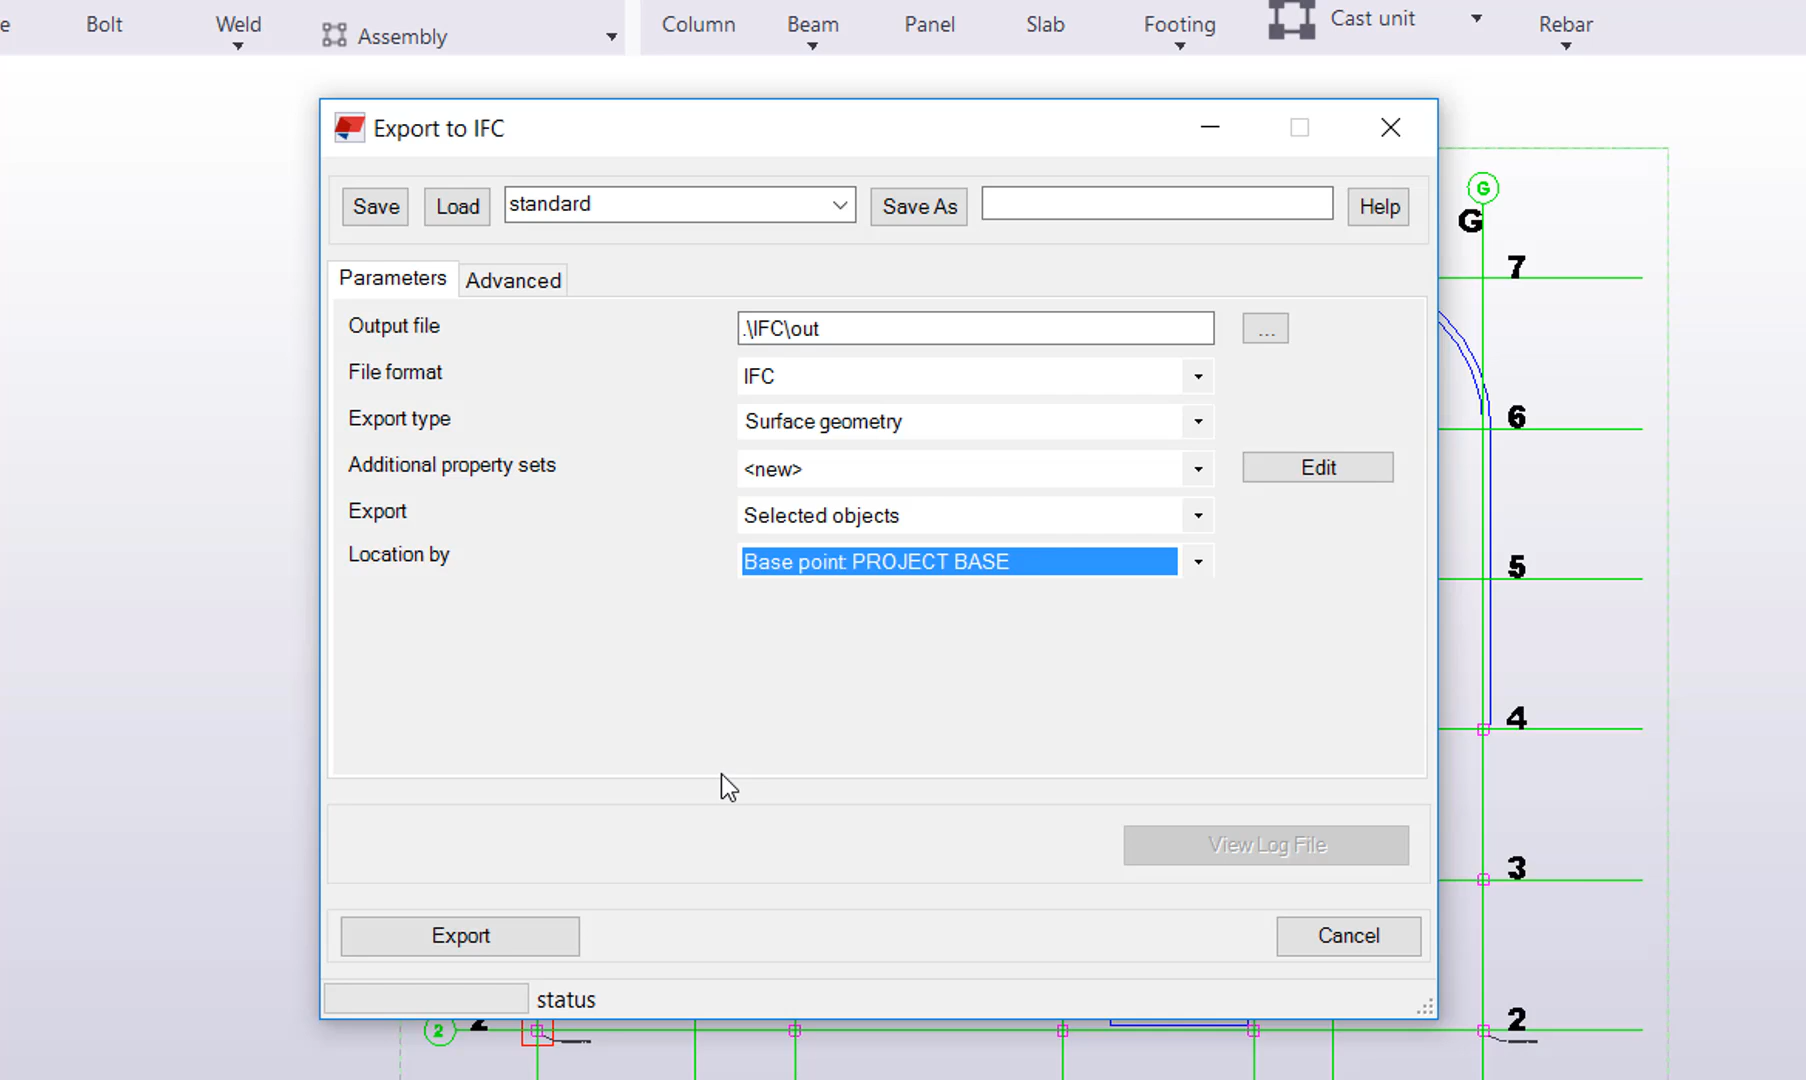 e
Bolt
Weld
Assembly
Column
Beam
Panel
Slab
Footing
Cast unit
Rebar
Export to IFC
Save
Load
standard
Save As
Help
Parameters
Advanced
Output file
.\IFC\out
...
File format
IFC
Export type
Surface geometry
Additional property sets
<new>
Edit
Export
Selected objects
Location by
Base point: PROJECT BASE
View Log File
Export
Cancel
status
G
G
7
6
5
4
3
2
2
2